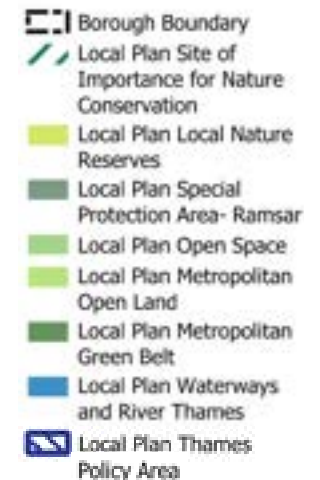 Borough Boundary
Local Plan Site of
Importance for Nature
Conservation
Local Plan Local Nature
Reserves
Local Plan Special
Protection Area- Ramsar
Local Plan Open Space
Local Plan Metropolitan
Open Land
Local Plan Metropolitan
Green Belt
Local Plan Waterways
and River Thames
Local Plan Thames
Policy Area